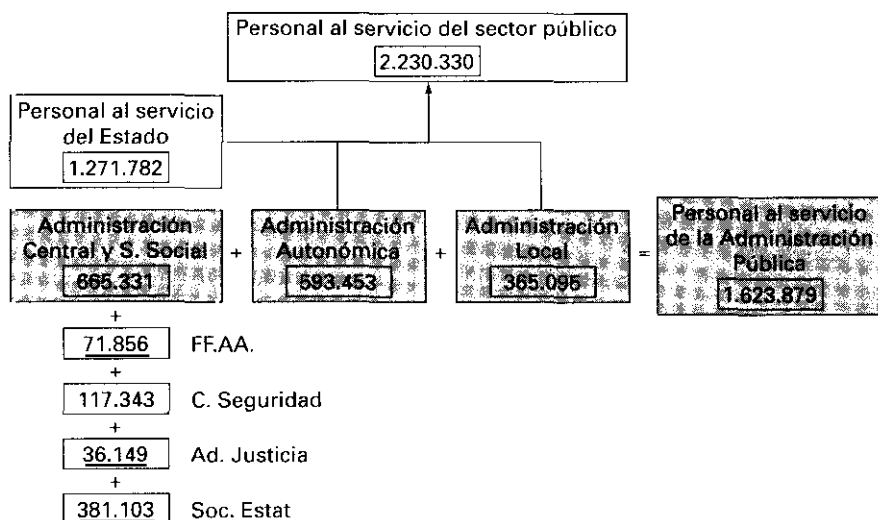 Personal al servicio del sector público
2.230.330
Personal al servicio
del Estado
1.271.782
Administración
Central y S. Social
665.331
+
Administración
Autonómica
593.453
+
Administración
Local
365.095
=
Personal al servicio
de la Administración
Pública
1.623.879
+
71.856 FF.AA.
+
117.343 C. Seguridad
+
36.149 Ad. Justicia
+
381.103 Soc. Estat